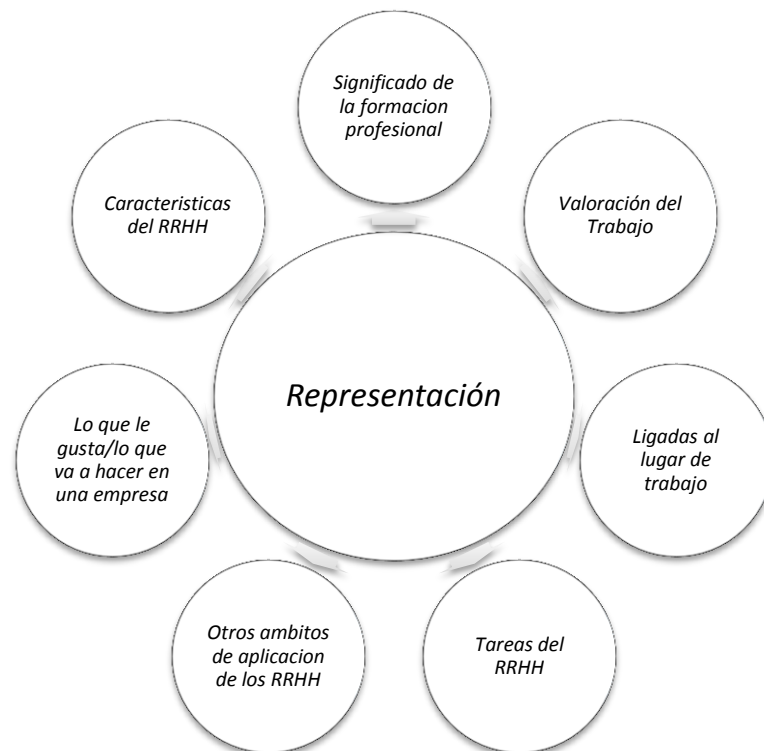 Significado de
la formacion
profesional
Caracteristicas
del RRHH
Valoración del
Trabajo
Representación
Lo que le
gusta/lo que
va a hacer en
una empresa
Ligadas al
lugar de
trabajo
Otros ambitos
de aplicacion
de los RRHH
Tareas del
RRHH